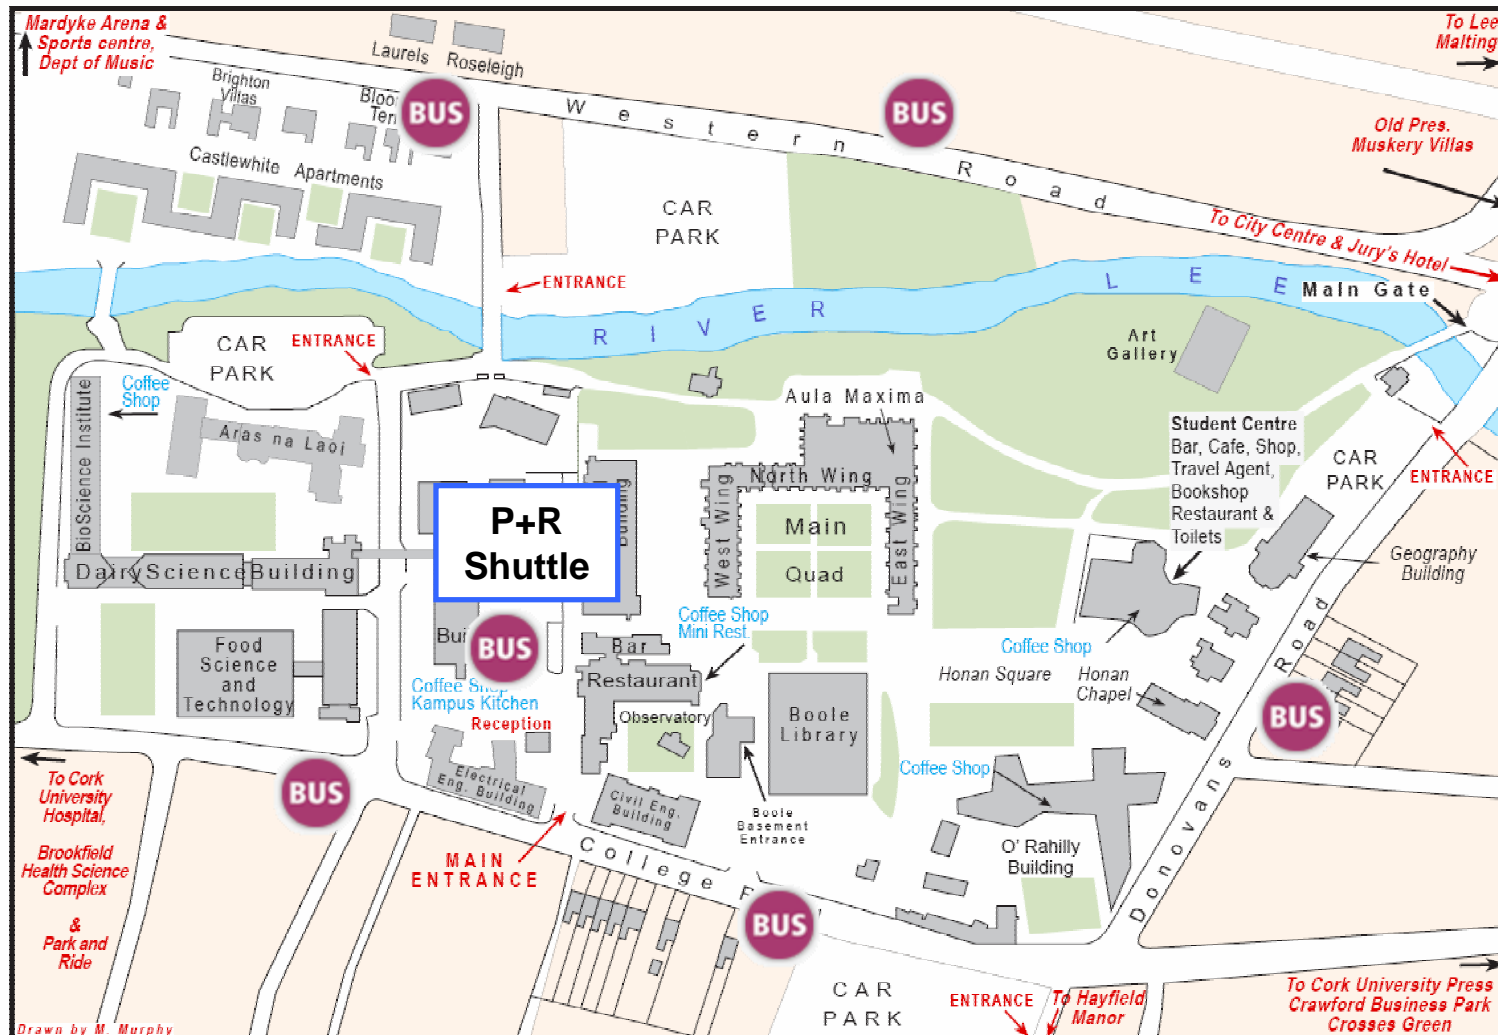 Mardyke Arena &
Sports centre,
Dept of Music
Laurels
Roseleigh
To Lee
Malting
Brighton
Villas
BUS
BUS
Western Road
Old Pres.
Muskery Villas
Castlewhite Apartments
CAR
PARK
To City Centre & Jury's Hotel
ENTRANCE
RIVER LEE
Main Gate
CAR
PARK
ENTRANCE
Art
Gallery
Coffee
Shop
BioScience Institute
Aras na Laoi
Aula Maxima
Student Centre
Bar, Cafe, Shop,
Travel Agent,
Bookshop
Restaurant &
Toilets
CAR
PARK
ENTRANCE
North Wing
West Wing
East Wing
Main
Quad
P+R
Shuttle
Dairy Science Building
Geography
Building
Coffee Shop
Mini Rest.
Bar
Restaurant
BUS
Food
Science
and
Technology
Coffee Shop
Kampus Kitchen
Reception
Observatory
Boole
Library
Coffee Shop
Honan Square
Honan
Chapel
BUS
Donovans Road
To Cork
University
Hospital,
Brookfield
Health Science
Complex
&
Park and
Ride
BUS
Electrical
Eng. Building
Civil Eng.
Building
Boole
Basement
Entrance
Coffee Shop
O' Rahilly
Building
MAIN
ENTRANCE
College
BUS
CAR
PARK
ENTRANCE
To Hayfield
Manor
To Cork University Press
Crawford Business Park
Crosses Green
Drawn by M. Murphy